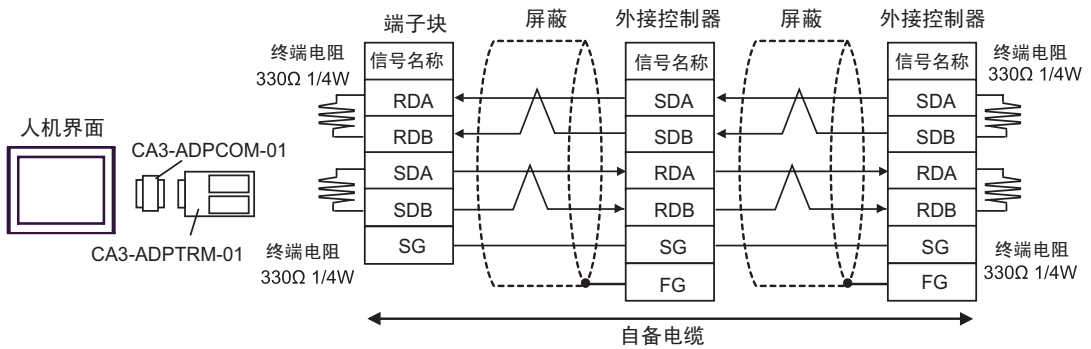 端子块
屏蔽
外接控制器
屏蔽
外接控制器
终端电阻
330Ω 1/4W
信号名称
信号名称
信号名称
终端电阻
330Ω 1/4W
RDA
SDA
SDA
RDB
SDB
SDB
人机界面
CA3-ADPCOM-01
SDA
RDA
RDA
SDB
RDB
RDB
CA3-ADPTRM-01
终端电阻
330Ω 1/4W
SG
SG
SG
终端电阻
330Ω 1/4W
FG
FG
自备电缆